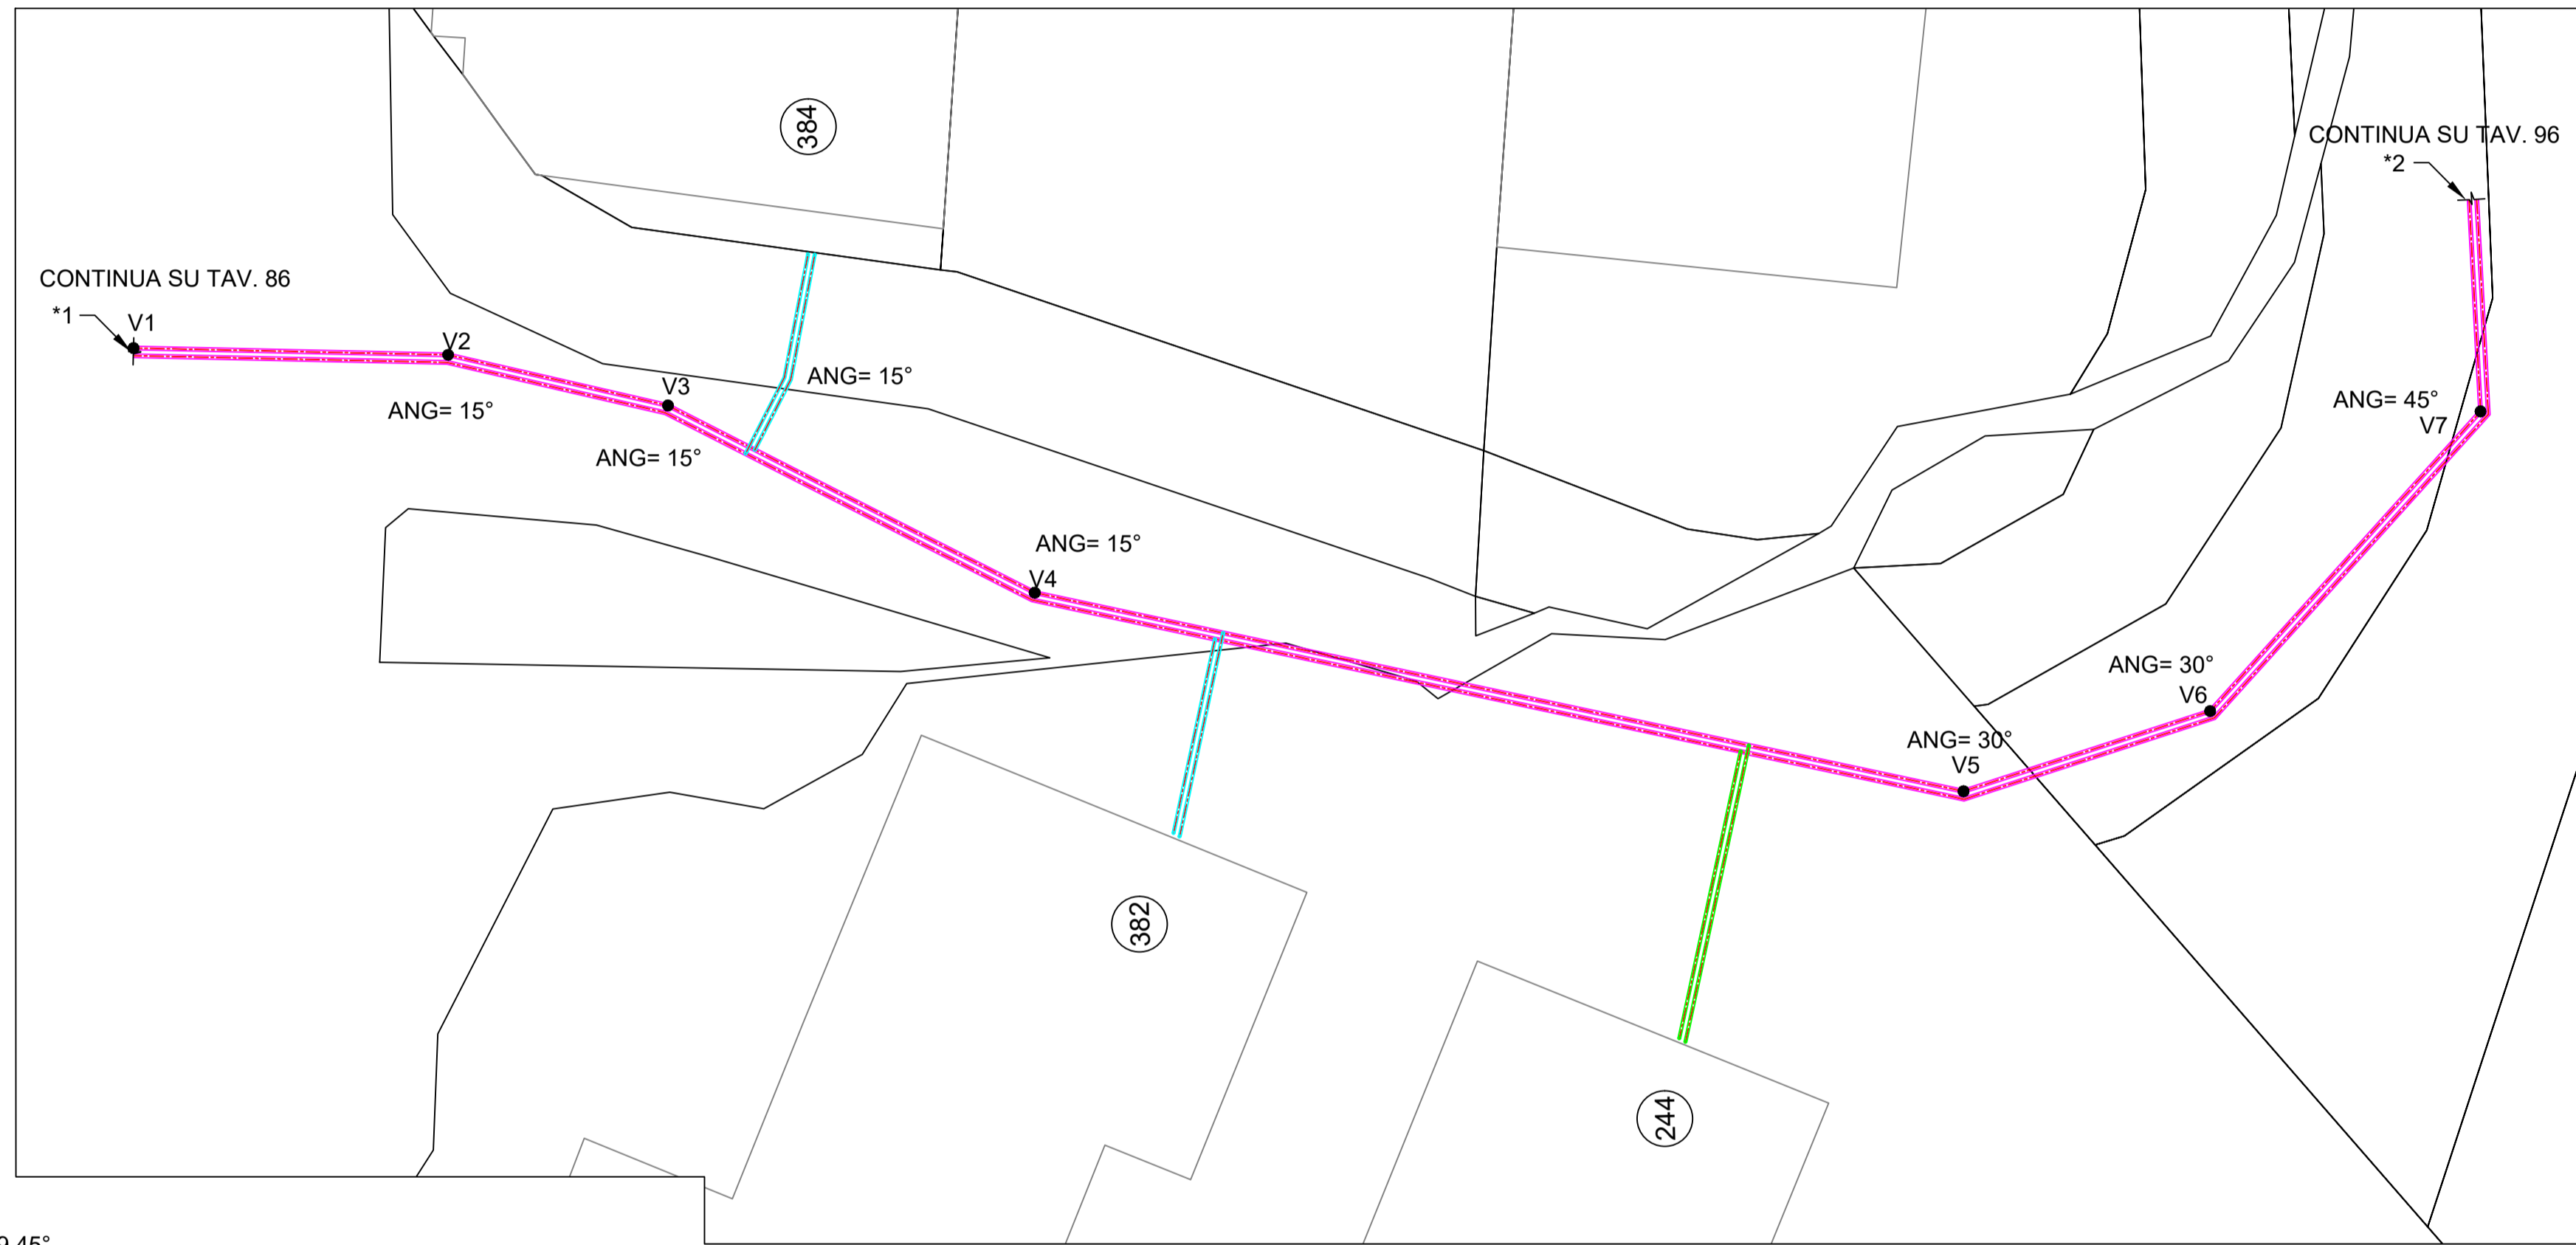 384
CONTINUA SU TAV. 96
*2
CONTINUA SU TAV. 86
*1
V1
V2
V3
ANG= 15°
ANG= 15°
ANG= 15°
ANG= 45°
V7
ANG= 15°
V4
ANG= 30°
V6
ANG= 30°
V5
382
244
45°